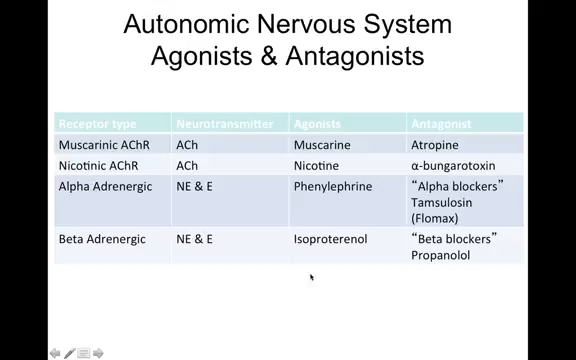 Autonomic Nervous System
Agonists & Antagonists
Receptor type Neurotransmitter Agonists Antagonist
Muscarinic AChR ACh Muscarine Atropine
Nicotinic AChR ACh Nicotine α-bungarotoxin
Alpha Adrenergic NE & E Phenylephrine “Alpha blockers”
Tamsulosin
(Flomax)
Beta Adrenergic NE & E Isoproterenol “Beta blockers”
Propanolol